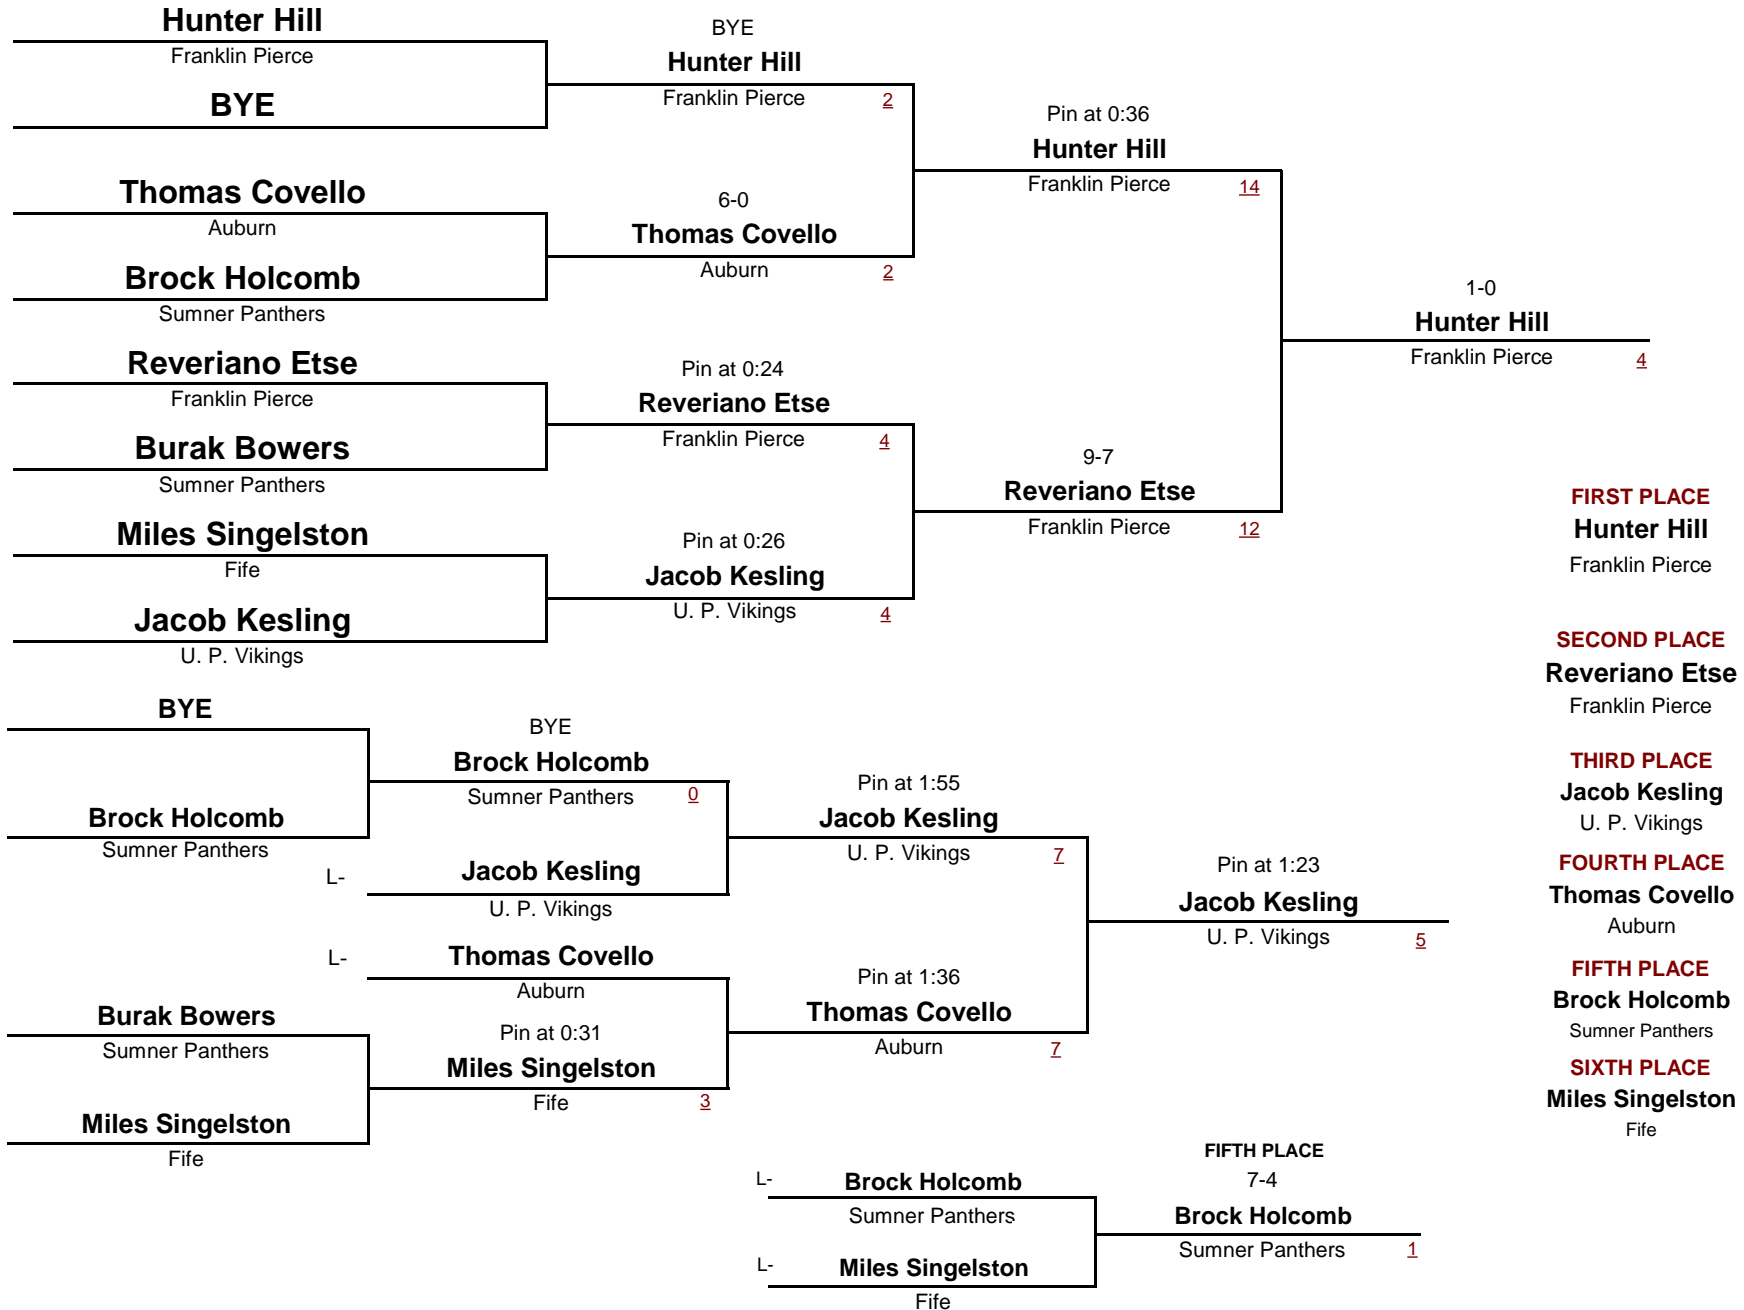 Hunter Hill
Franklin Pierce
BYE
Thomas Covello
Auburn
Brock Holcomb
Sumner Panthers
Reveriano Etse
Franklin Pierce
Burak Bowers
Sumner Panthers
Miles Singelston
Fife
Jacob Kesling
U. P. Vikings
BYE
Hunter Hill
Franklin Pierce 2
6-0
Thomas Covello
Auburn 2
Pin at 0:24
Reveriano Etse
Franklin Pierce 4
Pin at 0:26
Jacob Kesling
U. P. Vikings 4
Pin at 0:36
Hunter Hill
Franklin Pierce 14
9-7
Reveriano Etse
Franklin Pierce 12
1-0
Hunter Hill
Franklin Pierce 4
BYE
Brock Holcomb
Sumner Panthers
Burak Bowers
Sumner Panthers
Miles Singelston
Fife
BYE
Brock Holcomb
Sumner Panthers 0
L- Jacob Kesling
U. P. Vikings
L- Thomas Covello
Auburn
Pin at 0:31
Miles Singelston
Fife 3
Pin at 1:55
Jacob Kesling
U. P. Vikings 7
Pin at 1:36
Thomas Covello
Auburn 7
Pin at 1:23
Jacob Kesling
U. P. Vikings 5
L- Brock Holcomb
Sumner Panthers
L- Miles Singelston
Fife
FIFTH PLACE
7-4
Brock Holcomb
Sumner Panthers 1
FIRST PLACE
Hunter Hill
Franklin Pierce
SECOND PLACE
Reveriano Etse
Franklin Pierce
THIRD PLACE
Jacob Kesling
U. P. Vikings
FOURTH PLACE
Thomas Covello
Auburn
FIFTH PLACE
Brock Holcomb
Sumner Panthers
SIXTH PLACE
Miles Singelston
Fife